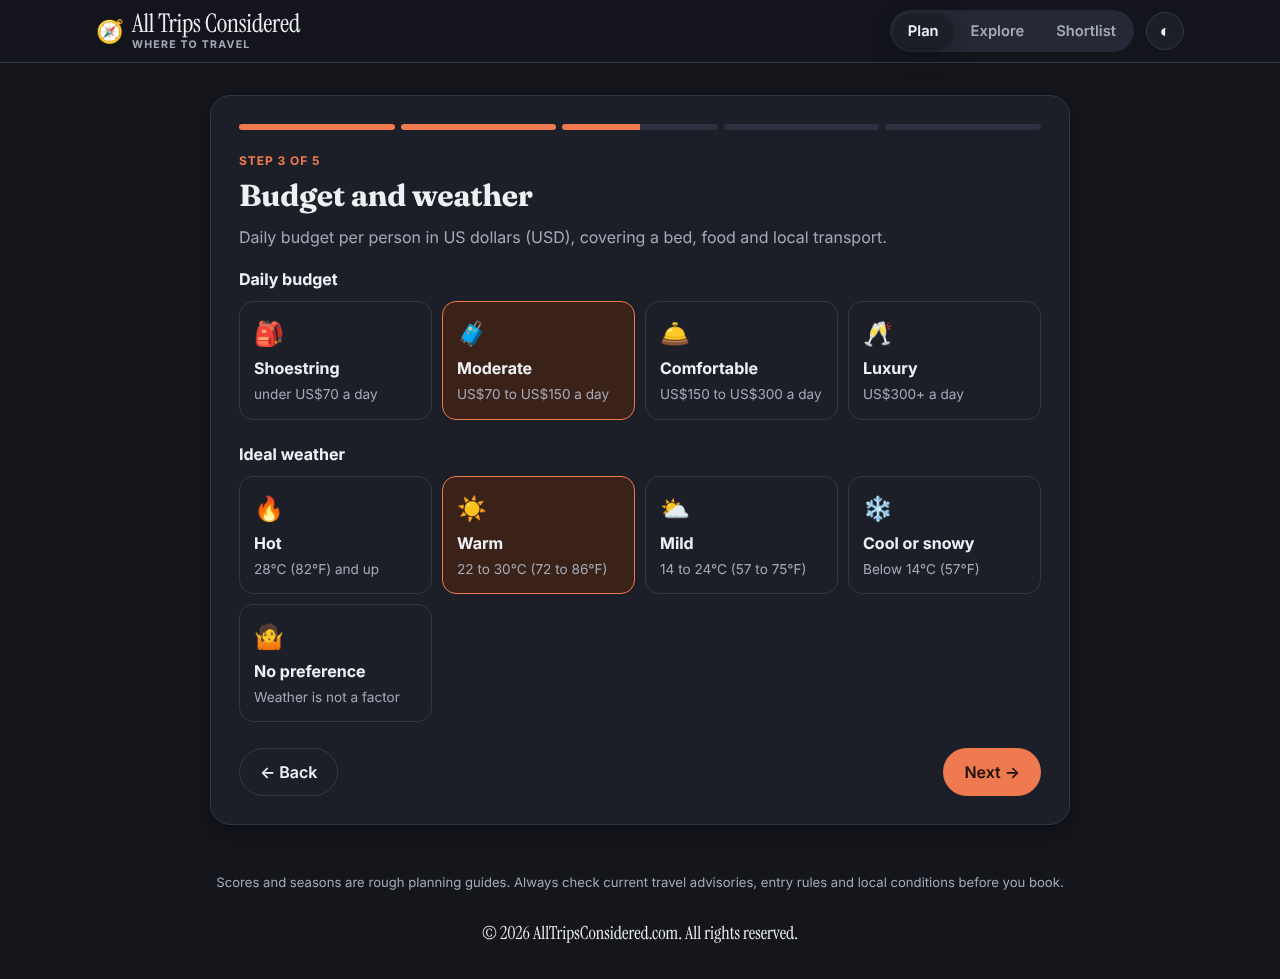 All Trips Considered
WHERE TO TRAVEL
Plan
Explore
Shortlist
STEP 3 OF 5
Budget and weather
Daily budget per person in US dollars (USD), covering a bed, food and local transport.
Daily budget
Shoestring
under US$70 a day
Moderate
US$70 to US$150 a day
Comfortable
US$150 to US$300 a day
Luxury
US$300+ a day
Ideal weather
Hot
28°C (82°F) and up
Warm
22 to 30°C (72 to 86°F)
Mild
14 to 24°C (57 to 75°F)
Cool or snowy
Below 14°C (57°F)
No preference
Weather is not a factor
← Back
Next →
Scores and seasons are rough planning guides. Always check current travel advisories, entry rules and local conditions before you book.
© 2026 AllTripsConsidered.com. All rights reserved.